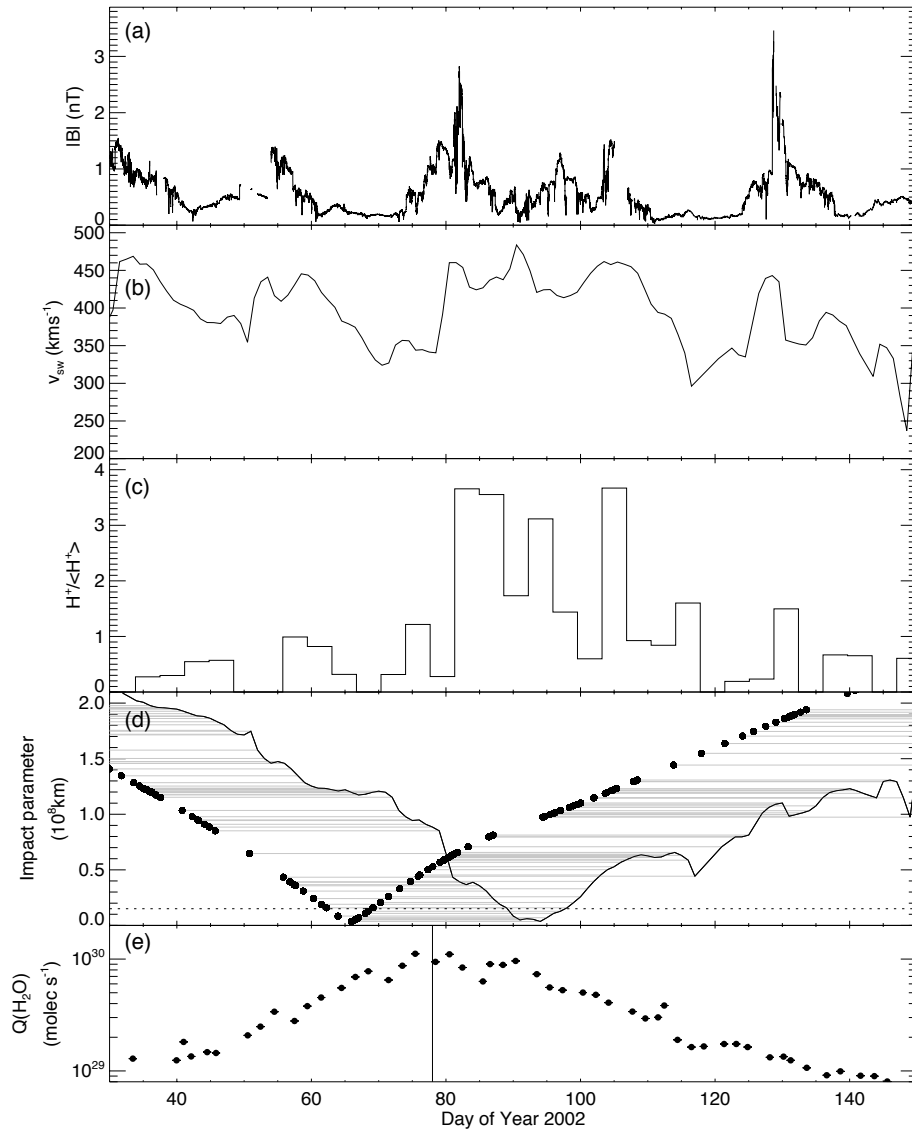 (a)
|B| (nT)
3
2
1
0
(b)
v_sw (kms^-1)
500
450
400
350
300
250
200
(c)
H+/<H+>
4
3
2
1
0
(d)
Impact parameter
(10^8km)
2.0
1.5
1.0
0.5
0.0
(e)
Q(H₂O)
(molec s^-1)
10^30
10^29
40 60 80 100 120 140
Day of Year 2002